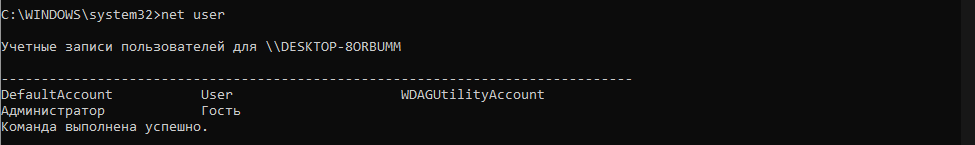 C:\WINDOWS\system32>net user
Учетные записи пользователей для \\DESKTOP-8ORBUMM
-------------------------------------------------------------------------------
DefaultAccount           User                     WDAGUtilityAccount
Администратор            Гость
Команда выполнена успешно.